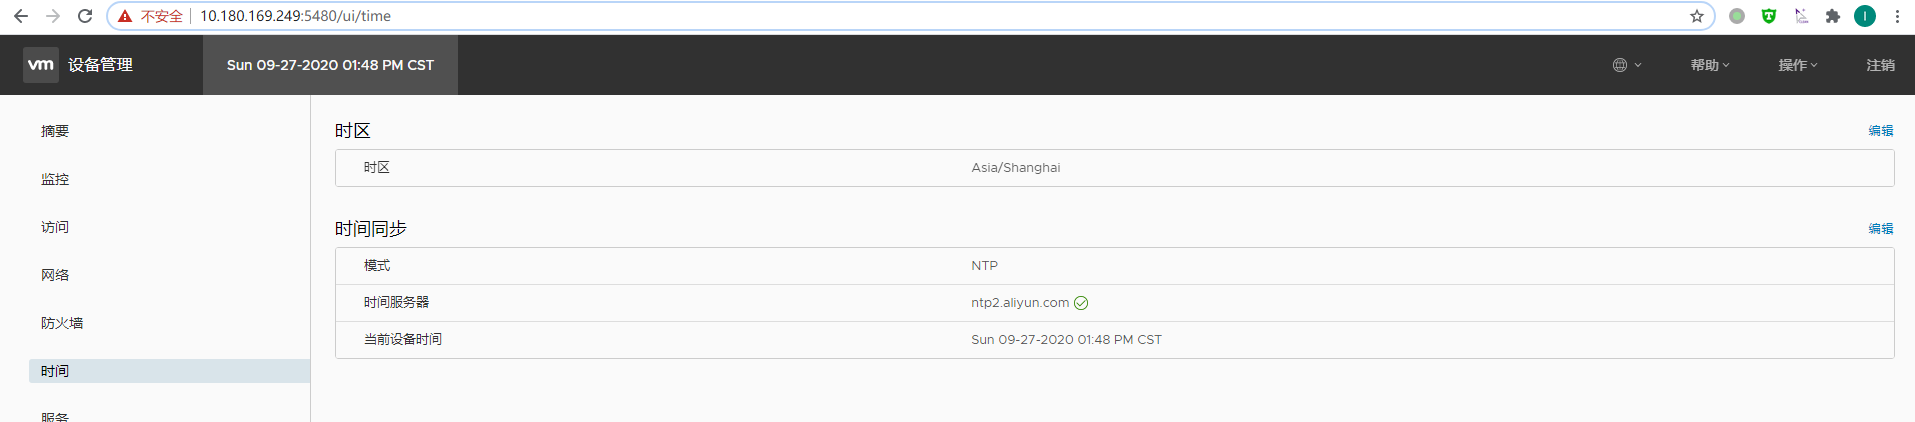 不安全 10.180.169.249:5480/ui/time
I
vm 设备管理 Sun 09-27-2020 01:48 PM CST 帮助 操作 注销
摘要
监控
访问
网络
防火墙
时间
服务
时区 编辑
时区 Asia/Shanghai
时间同步 编辑
模式 NTP
时间服务器 ntp2.aliyun.com
当前设备时间 Sun 09-27-2020 01:48 PM CST